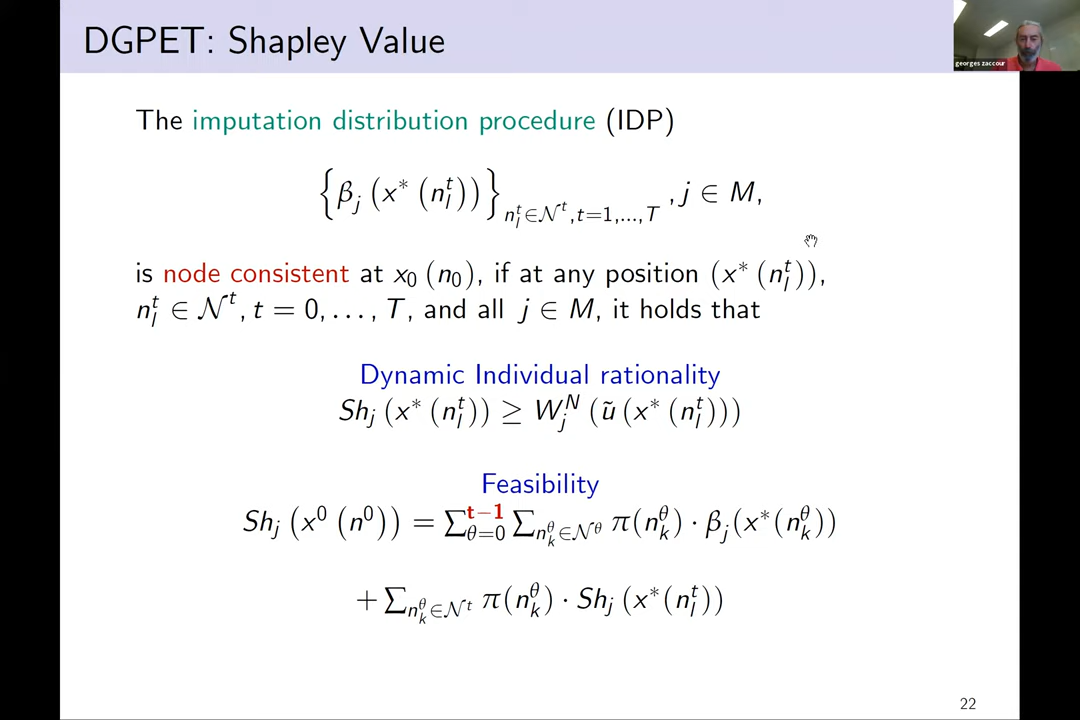 DGPET: Shapley Value
georges zaccour
The imputation distribution procedure (IDP)
{β_j (x* (n_l^t))}_{n_l^t ∈ 𝒩^t, t=1,...,T} , j ∈ M,
is node consistent at x_0 (n_0), if at any position (x* (n_l^t)),
n_l^t ∈ 𝒩^t, t = 0, . . . , T, and all j ∈ M, it holds that
Dynamic Individual rationality
Sh_j (x* (n_l^t)) ≥ W_j^N (ũ (x* (n_l^t)))
Feasibility
Sh_j (x^0 (n^0)) = ∑_{θ=0}^{t−1} ∑_{n_k^θ ∈ 𝒩^θ} π(n_k^θ) · β_j(x*(n_k^θ))
+ ∑_{n_k^θ ∈ 𝒩^t} π(n_k^θ) · Sh_j (x*(n_l^t))
22